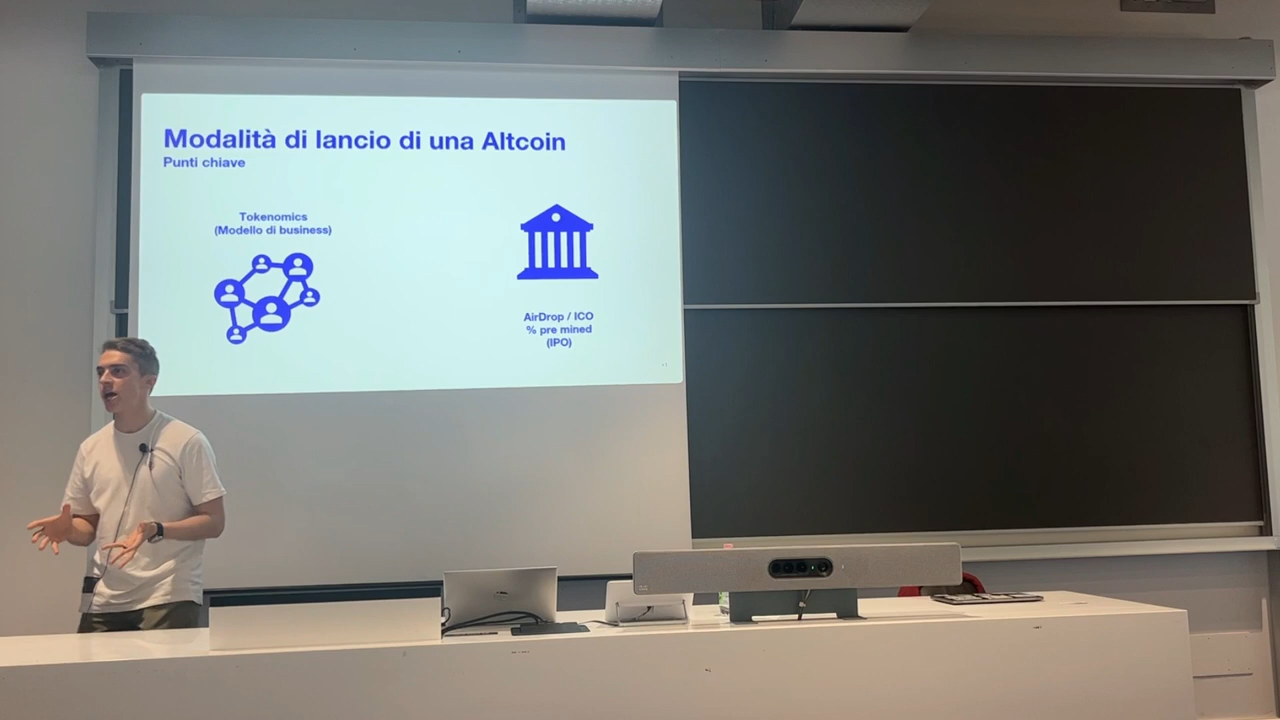 Modalità di lancio di una Altcoin
Punti chiave
Tokenomics
(Modello di business)
AirDrop / ICO
% pre mined
(IPO)